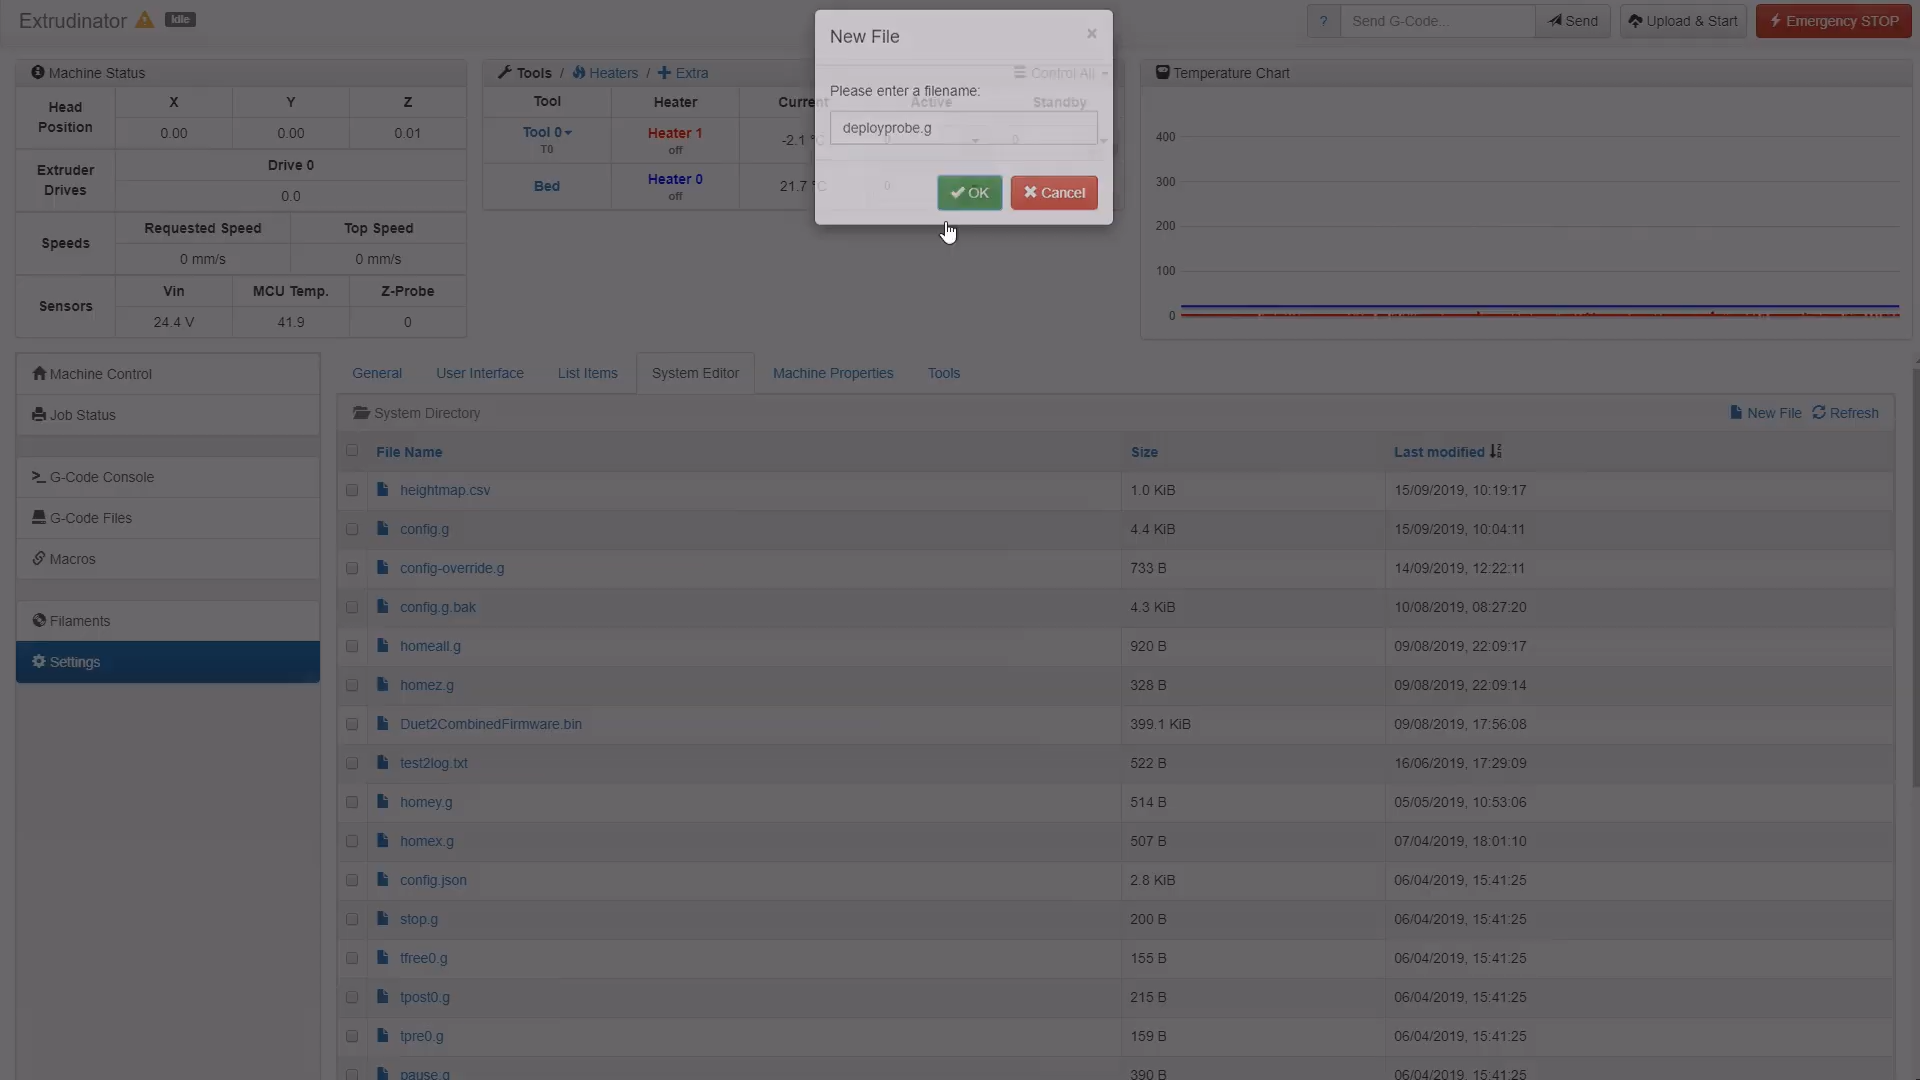 Extrudinator Idle
? Send G-Code... Send Upload & Start Emergency STOP
New File ×
Please enter a filename:
deployprobe.g
OK Cancel
Machine Status
Head Position X Y Z
0.00 0.00 0.01
Extruder Drives Drive 0
0.0
Speeds Requested Speed Top Speed
0 mm/s 0 mm/s
Sensors Vin MCU Temp. Z-Probe
24.4 V 41.9 0
Tools / Heaters / Extra Control All
Tool Heater Current Active Standby
Tool 0 Heater 1 -2.1 °C 0 0
T0 off
Bed Heater 0 21.7 °C 0
off
Temperature Chart
400
300
200
100
0
Machine Control
Job Status
G-Code Console
G-Code Files
Macros
Filaments
Settings
General User Interface List Items System Editor Machine Properties Tools
System Directory New File Refresh
File Name Size Last modified
heightmap.csv 1.0 KiB 15/09/2019, 10:19:17
config.g 4.4 KiB 15/09/2019, 10:04:11
config-override.g 733 B 14/09/2019, 12:22:11
config.g.bak 4.3 KiB 10/08/2019, 08:27:20
homeall.g 920 B 09/08/2019, 22:09:17
homez.g 328 B 09/08/2019, 22:09:14
Duet2CombinedFirmware.bin 399.1 KiB 09/08/2019, 17:56:08
test2log.txt 522 B 16/06/2019, 17:29:09
homey.g 514 B 05/05/2019, 10:53:06
homex.g 507 B 07/04/2019, 18:01:10
config.json 2.8 KiB 06/04/2019, 15:41:25
stop.g 200 B 06/04/2019, 15:41:25
tfree0.g 155 B 06/04/2019, 15:41:25
tpost0.g 215 B 06/04/2019, 15:41:25
tpre0.g 159 B 06/04/2019, 15:41:25
pause.g 390 B 06/04/2019, 15:41:25